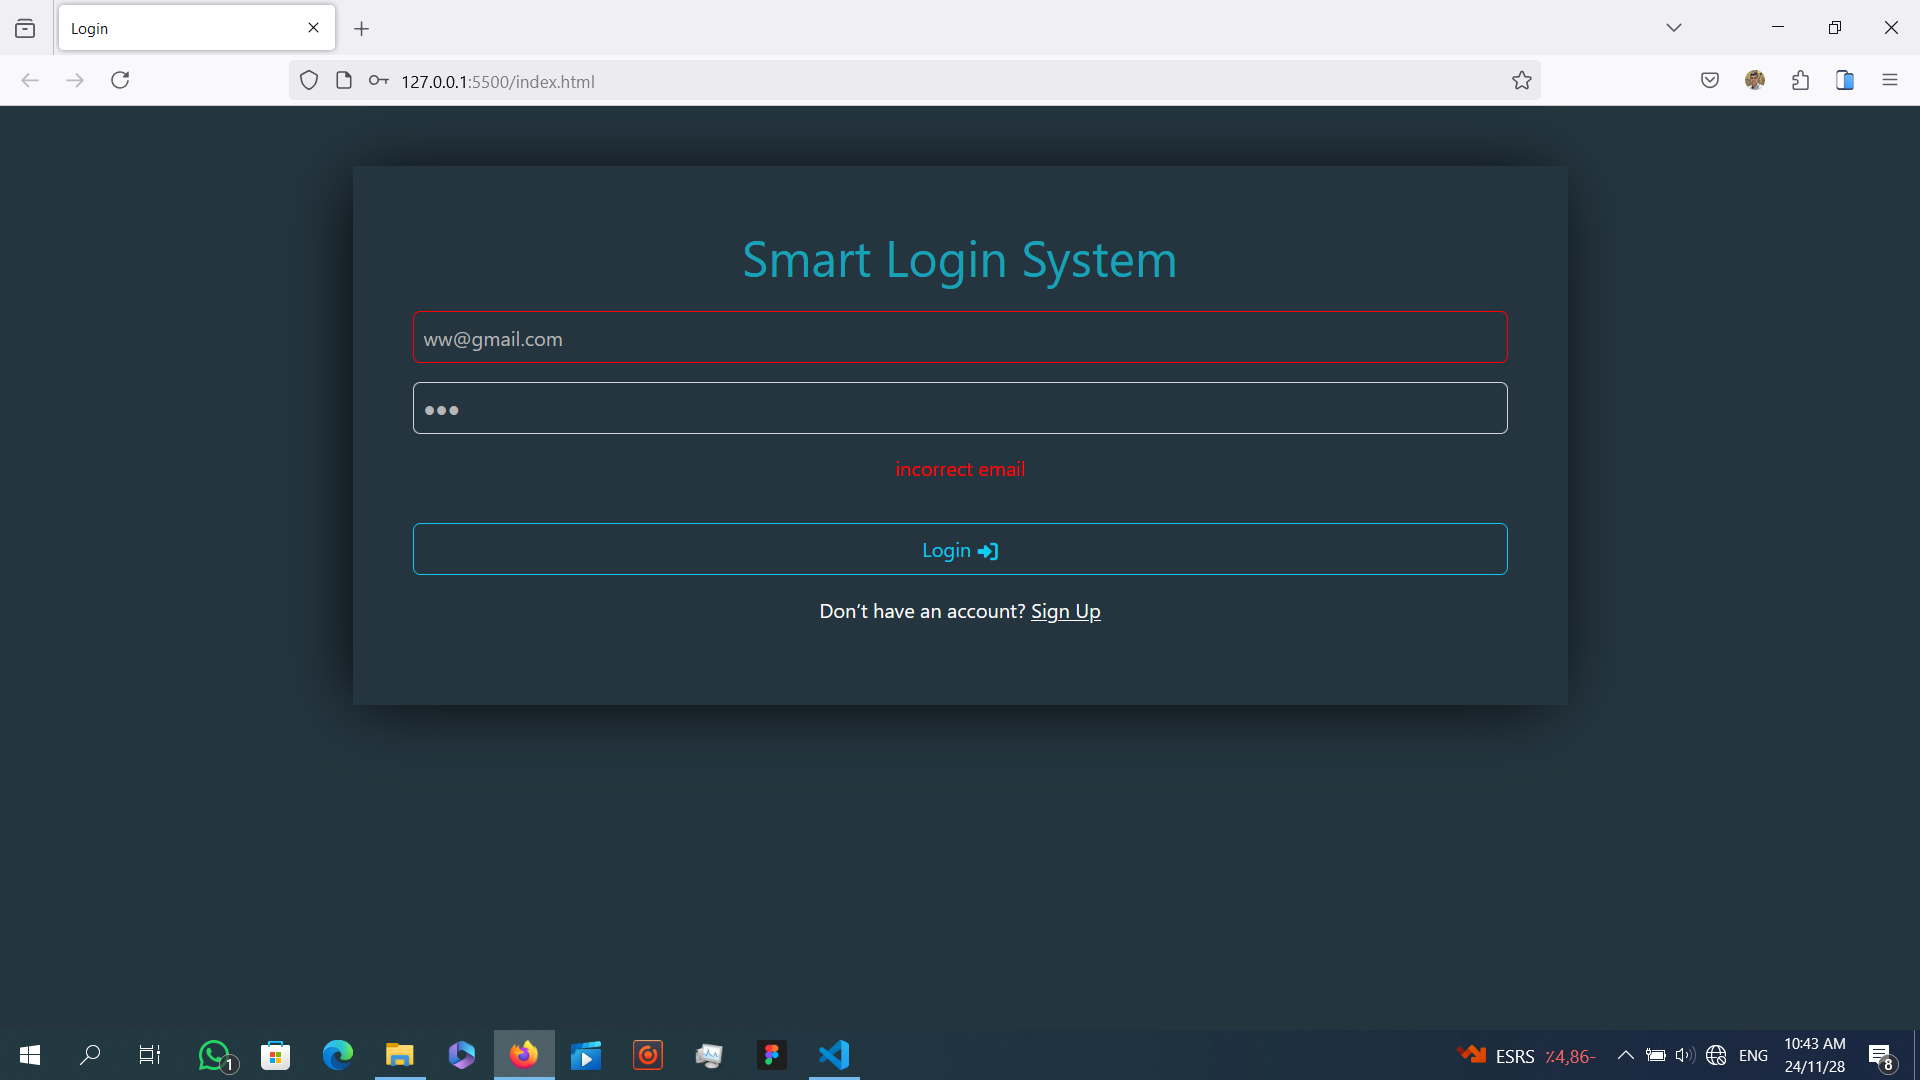 Login
127.0.0.1:5500/index.html
Smart Login System
ww@gmail.com
●●●
incorrect email
Login
Don't have an account? Sign Up
1
ESRS ٪4,86-
ENG
10:43 AM
24/11/28
8